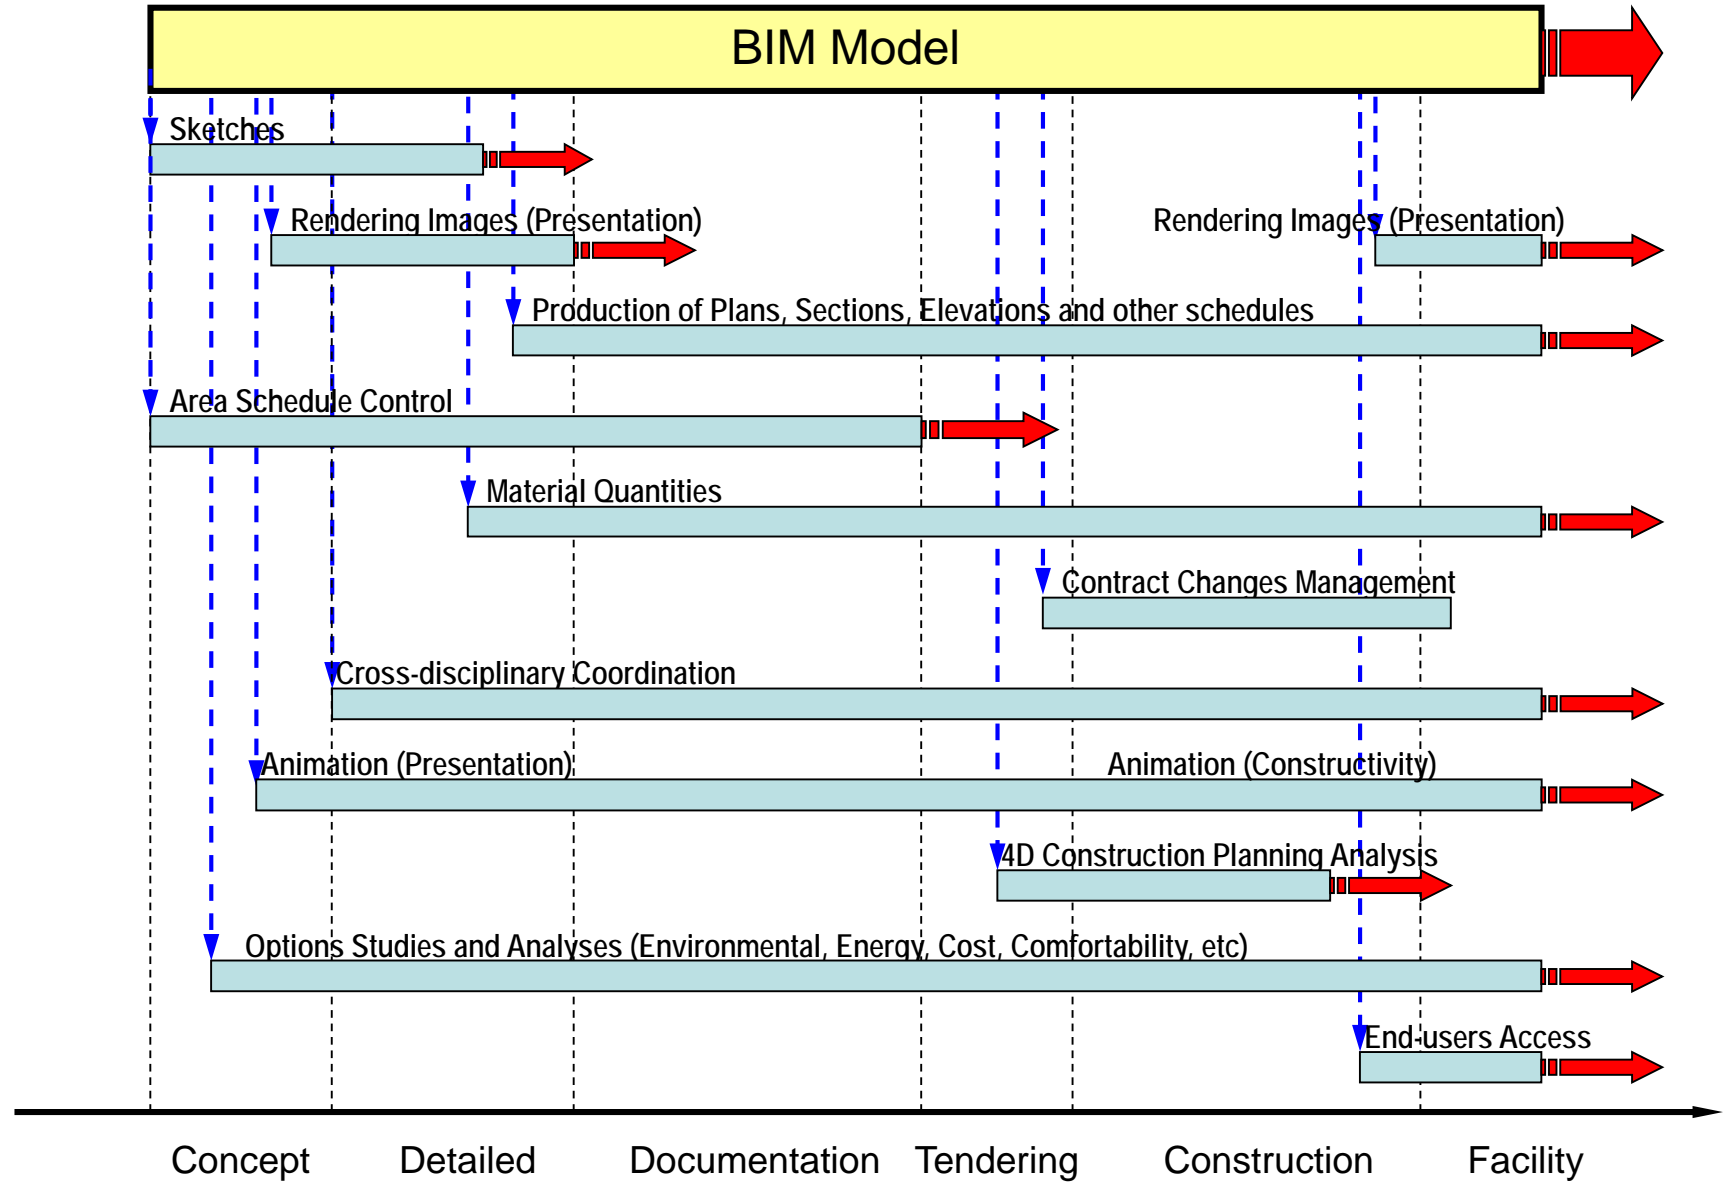 BIM Model
Sketches
Rendering Images (Presentation)
Rendering Images (Presentation)
Production of Plans, Sections, Elevations and other schedules
Area Schedule Control
Material Quantities
Contract Changes Management
Cross-disciplinary Coordination
Animation (Presentation)
Animation (Constructivity)
4D Construction Planning Analysis
Options Studies and Analyses (Environmental, Energy, Cost, Comfortability, etc)
End-users Access
Concept
Detailed
Documentation
Tendering
Construction
Facility